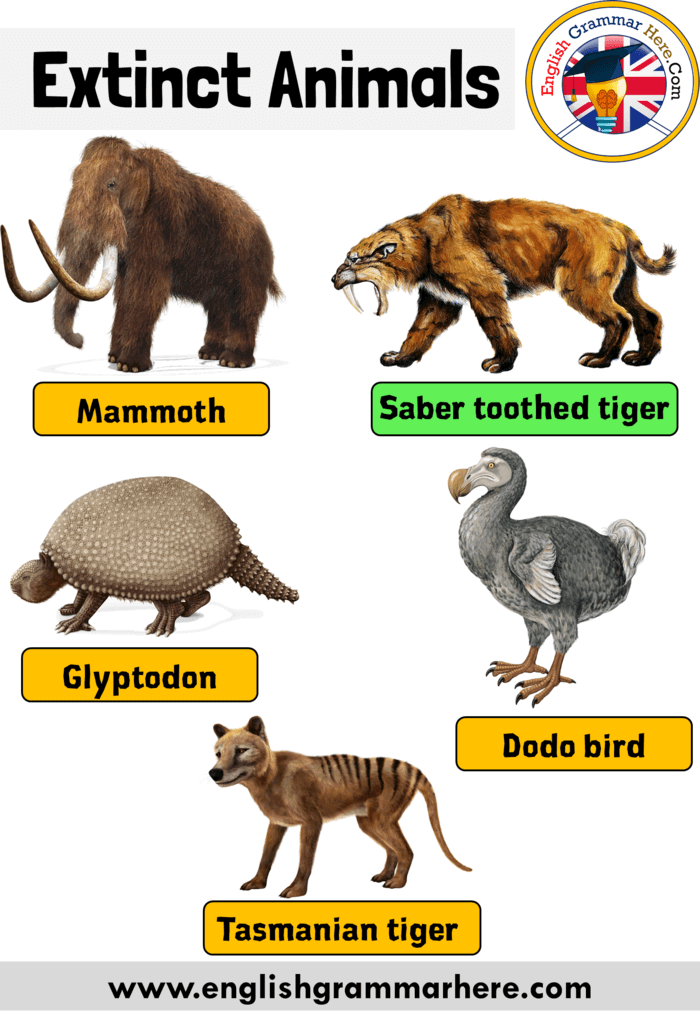 Extinct Animals
English Grammar Here.Com
Mammoth
Saber toothed tiger
Glyptodon
Dodo bird
Tasmanian tiger
www.englishgrammarhere.com